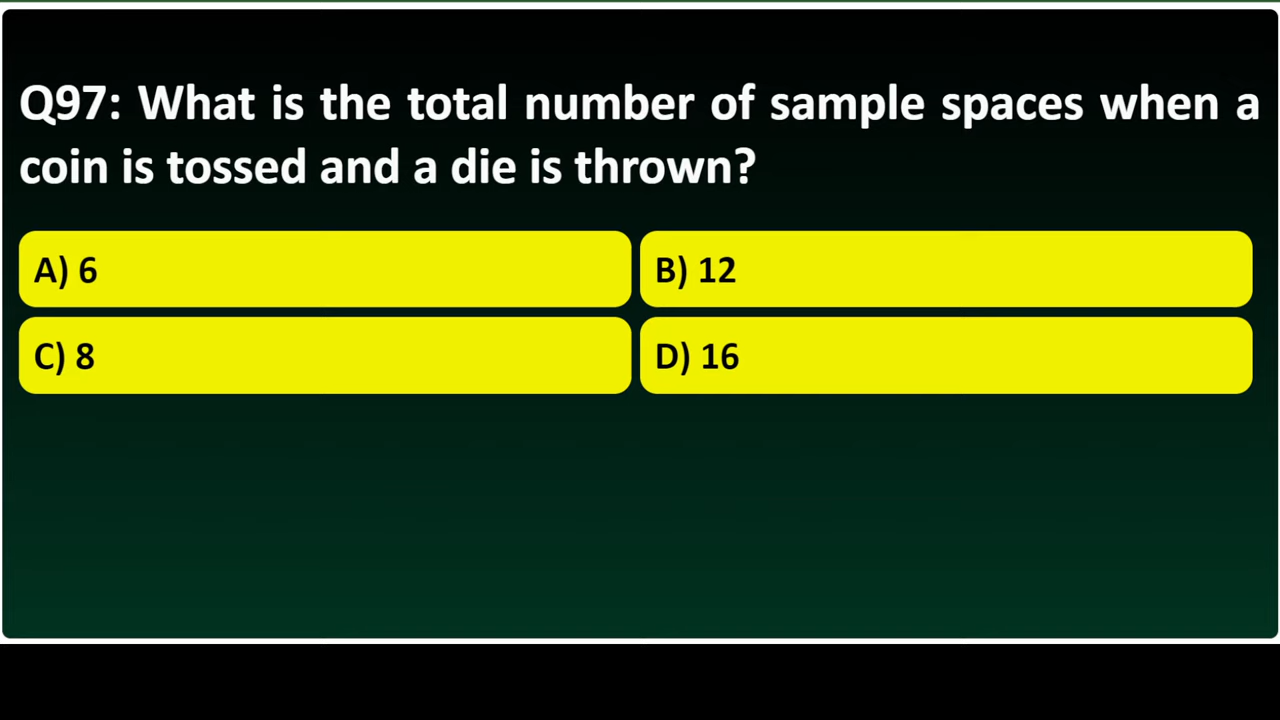 Q97: What is the total number of sample spaces when a
coin is tossed and a die is thrown?
A) 6
B) 12
C) 8
D) 16